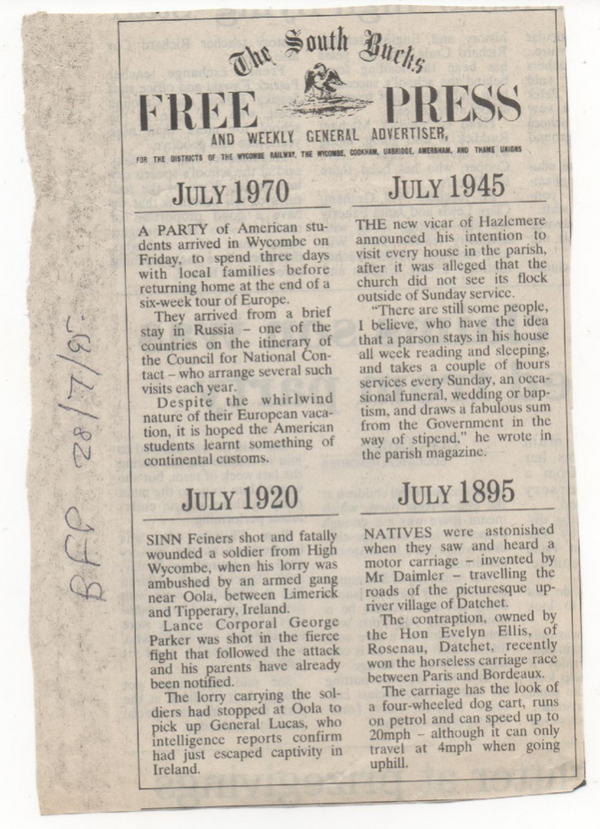 The South Bucks
FREE PRESS
AND WEEKLY GENERAL ADVERTISER,
FOR THE DISTRICTS OF THE WYCOMBE RAILWAY, THE WYCOMBE, COOKHAM, UXBRIDGE, AMERSHAM, AND THAME UNIONS
JULY 1970
A PARTY of American stu-
dents arrived in Wycombe on
Friday, to spend three days
with local families before
returning home at the end of a
six-week tour of Europe.
They arrived from a brief
stay in Russia – one of the
countries on the itinerary of
the Council for National Con-
tact – who arrange several such
visits each year.
Despite the whirlwind
nature of their European vaca-
tion, it is hoped the American
students learnt something of
continental customs.
JULY 1945
THE new vicar of Hazlemere
announced his intention to
visit every house in the parish,
after it was alleged that the
church did not see its flock
outside of Sunday service.
"There are still some people,
I believe, who have the idea
that a parson stays in his house
all week reading and sleeping,
and takes a couple of hours
services every Sunday, an occa-
sional funeral, wedding or bap-
tism, and draws a fabulous sum
from the Government in the
way of stipend," he wrote in
the parish magazine.
JULY 1920
SINN Feiners shot and fatally
wounded a soldier from High
Wycombe, when his lorry was
ambushed by an armed gang
near Oola, between Limerick
and Tipperary, Ireland.
Lance Corporal George
Parker was shot in the fierce
fight that followed the attack
and his parents have already
been notified.
The lorry carrying the sol-
diers had stopped at Oola to
pick up General Lucas, who
intelligence reports confirm
had just escaped captivity in
Ireland.
JULY 1895
NATIVES were astonished
when they saw and heard a
motor carriage – invented by
Mr Daimler – travelling the
roads of the picturesque up-
river village of Datchet.
The contraption, owned by
the Hon Evelyn Ellis, of
Rosenau, Datchet, recently
won the horseless carriage race
between Paris and Bordeaux.
The carriage has the look of
a four-wheeled dog cart, runs
on petrol and can speed up to
20mph – although it can only
travel at 4mph when going
uphill.
BFP 28/7/95.